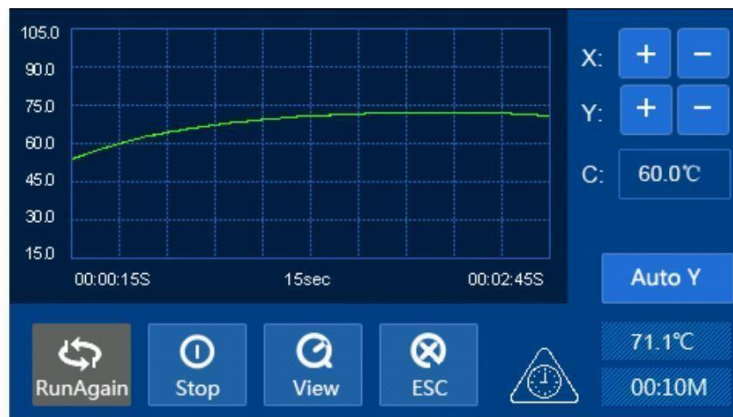 105.0
90.0
75.0
60.0
45.0
30.0
15.0
00:00:15S 15sec 00:02:45S
X: + −
Y: + −
C: 60.0℃
Auto Y
71.1℃
00:10M
RunAgain Stop View ESC